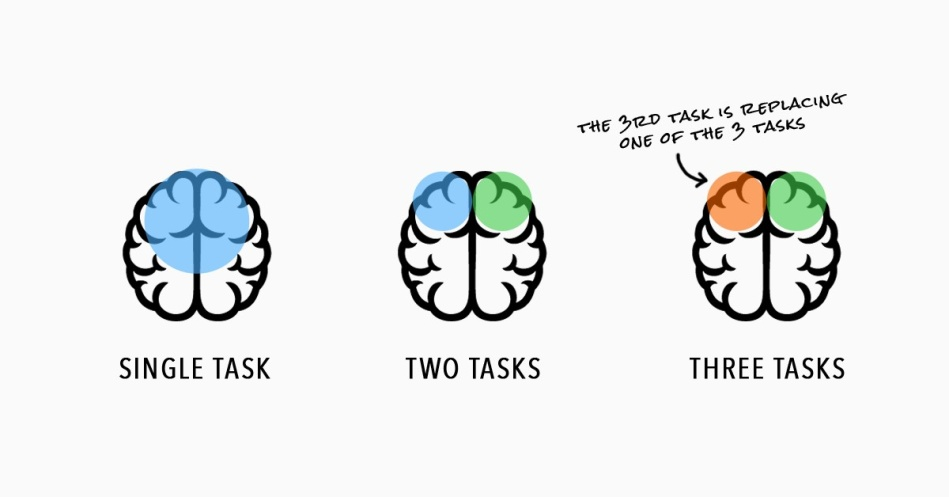 THE 3RD TASK IS REPLACING
ONE OF THE 3 TASKS
SINGLE TASK
TWO TASKS
THREE TASKS